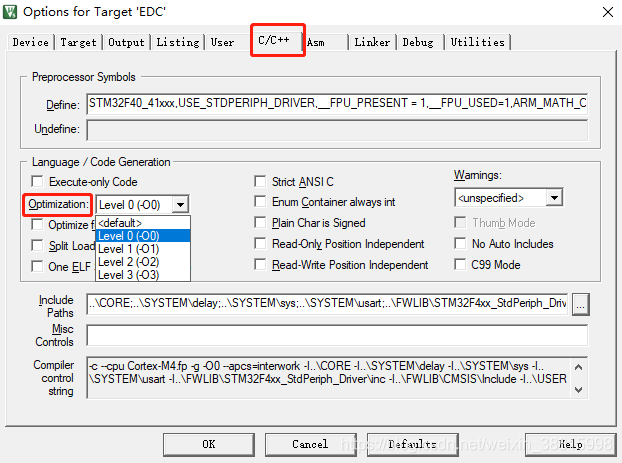 Options for Target 'EDC'
Device Target Output Listing User C/C++ Asm Linker Debug Utilities
Preprocessor Symbols
Define: STM32F40_41xxx,USE_STDPERIPH_DRIVER,__FPU_PRESENT = 1,__FPU_USED=1,ARM_MATH_C
Undefine:
Language / Code Generation
Execute-only Code
Strict ANSI C
Warnings:
Optimization: Level 0 (-O0)
Enum Container always int
<unspecified>
<default>
Optimize f
Plain Char is Signed
Thumb Mode
Level 0 (-O0)
Level 1 (-O1)
Split Load
Read-Only Position Independent
No Auto Includes
Level 2 (-O2)
One ELF
Read-Write Position Independent
C99 Mode
Level 3 (-O3)
Include Paths ..\CORE;..\SYSTEM\delay;..\SYSTEM\sys;..\SYSTEM\usart;..\FWLIB\STM32F4xx_StdPeriph_Driv ...
Misc Controls
Compiler control string
-c --cpu Cortex-M4.fp -g -O0 --apcs=interwork -I..\CORE -I..\SYSTEM\delay -I..\SYSTEM\sys -I..
\SYSTEM\usart -I..\FWLIB\STM32F4xx_StdPeriph_Driver\inc -I..\FWLIB\CMSIS\Include -I..\USER
OK Cancel Defaults Help